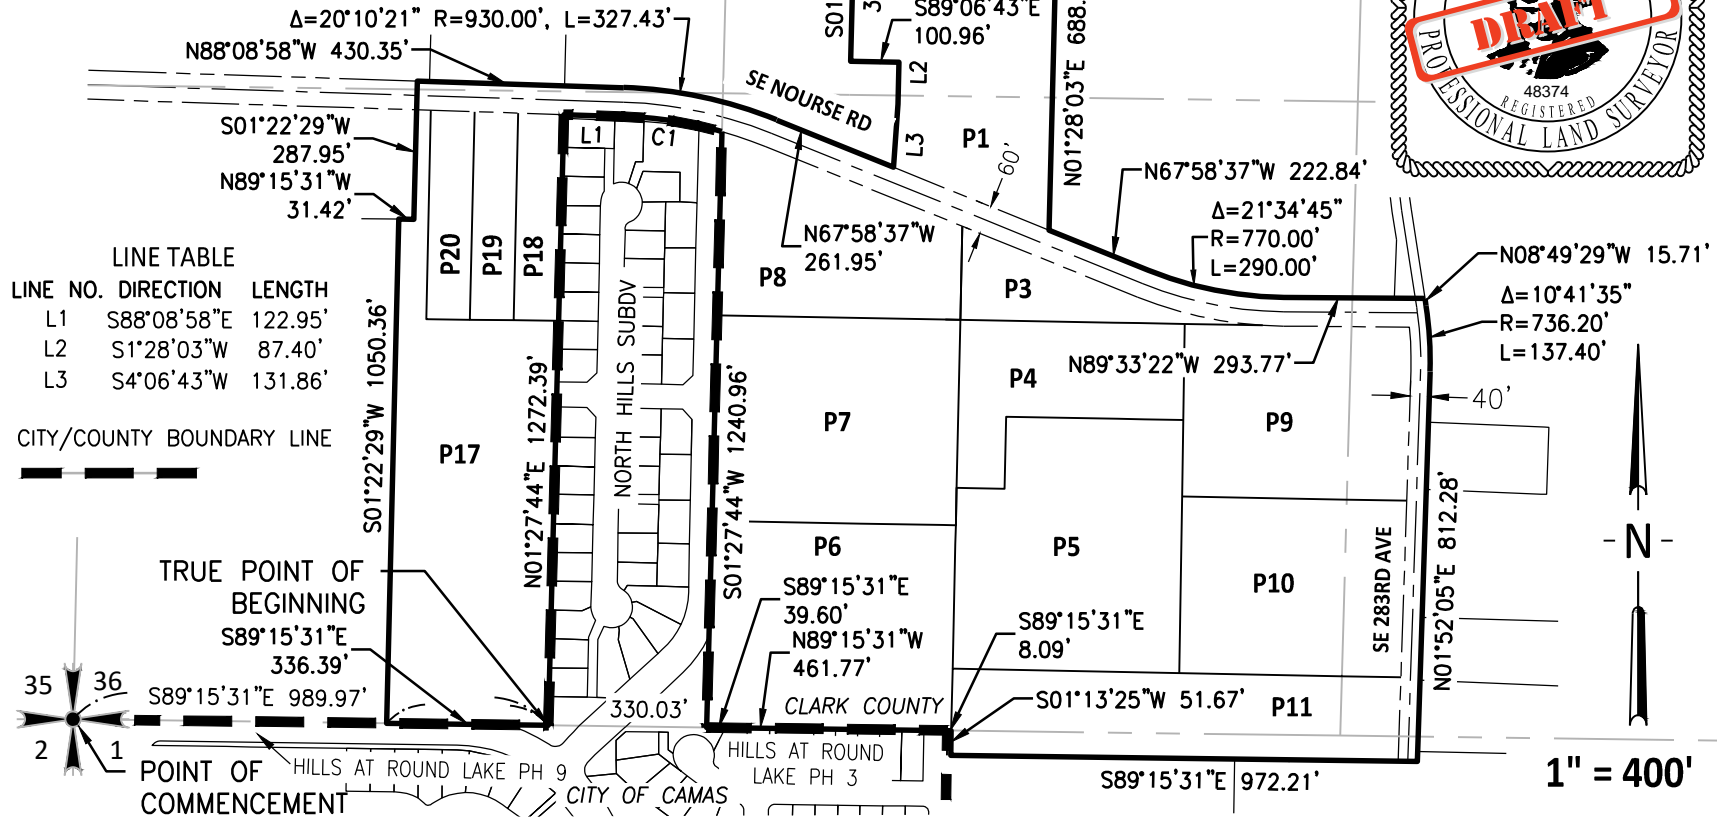 Δ=20°10'21" R=930.00', L=327.43'
N88°08'58"W 430.35'
S01
3
S89°06'43"E
100.96'
L2
L3
N01°28'03"E 688.
DRAFT
PROFESSIONAL LAND SURVEYOR
48374
REGISTERED
SE NOURSE RD
P1
60'
S01°22'29"W
287.95'
N89°15'31"W
31.42'
L1
C1
N67°58'37"W 222.84'
Δ=21°34'45"
R=770.00'
L=290.00'
N08°49'29"W 15.71'
Δ=10°41'35"
R=736.20'
L=137.40'
N67°58'37"W
261.95'
P20
P19
P18
P8
P3
LINE TABLE
LINE NO. DIRECTION LENGTH
L1 S88°08'58"E 122.95'
L2 S1°28'03"W 87.40'
L3 S4°06'43"W 131.86'
CITY/COUNTY BOUNDARY LINE
S01°22'29"W 1050.36'
N01°27'44"E 1272.39'
NORTH HILLS SUBDV
S01°27'44"W 1240.96'
N89°33'22"W 293.77'
40'
P4
P7
P9
P17
P6
P5
P10
SE 283RD AVE
N01°52'05"E 812.28'
N
TRUE POINT OF
BEGINNING
S89°15'31"E
336.39'
S89°15'31"E
39.60'
N89°15'31"W
461.77'
S89°15'31"E
8.09'
35 36
2 1
S89°15'31"E 989.97'
330.03'
CLARK COUNTY
S01°13'25"W 51.67'
P11
POINT OF
COMMENCEMENT
HILLS AT ROUND LAKE PH 9
HILLS AT ROUND
LAKE PH 3
CITY OF CAMAS
S89°15'31"E 972.21'
1" = 400'